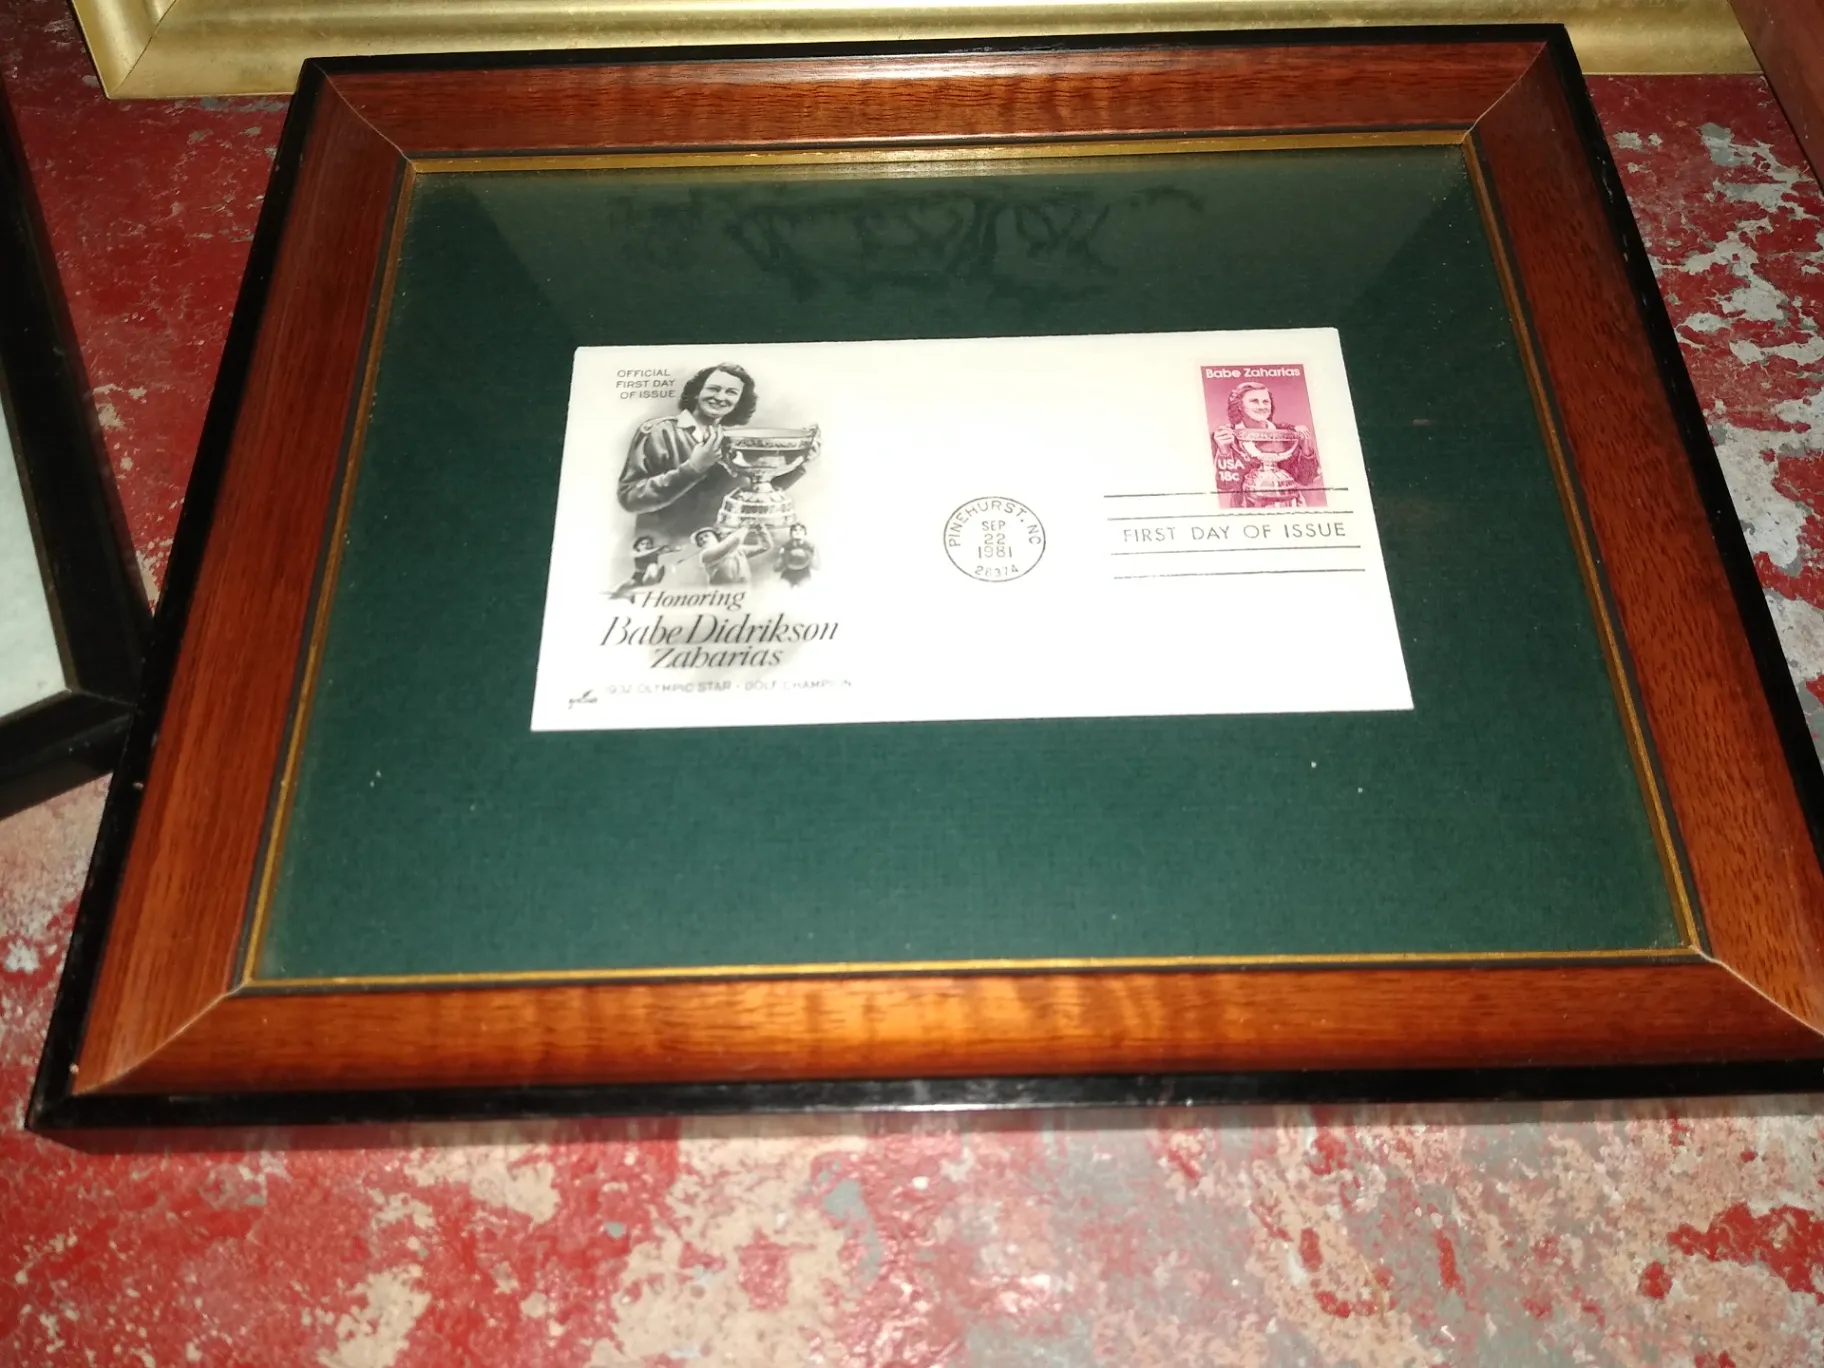 OFFICIAL
FIRST DAY
OF ISSUE
Honoring
Babe Didrikson
Zaharias
1932 OLYMPIC STAR - GOLF CHAMPION
PINEHURST, NC
SEP
22
1981
28374
Babe Zaharias
USA
18c
FIRST DAY OF ISSUE